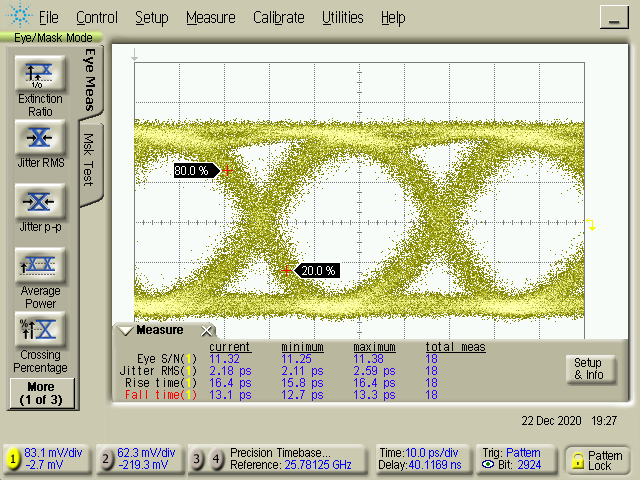 File Control Setup Measure Calibrate Utilities Help
Eye/Mask Mode
Eye Meas
Msk Test
1/0
Extinction
Ratio
Jitter RMS
Jitter p-p
Average
Power
%
Crossing
Percentage
More
(1 of 3)
80.0 %
20.0 %
Measure
current minimum maximum total meas
Eye S/N(1) 11.32 11.25 11.38 18
Jitter RMS(1) 2.18 ps 2.11 ps 2.59 ps 18
Rise time(1) 16.4 ps 15.8 ps 16.4 ps 18
Fall time(1) 13.1 ps 12.7 ps 13.3 ps 18
Setup
& Info
22 Dec 2020 19:27
1 83.1 mV/div
-2.7 mV
2 62.3 mV/div
-219.3 mV
3 4
Precision Timebase...
Reference: 25.78125 GHz
Time:10.0 ps/div
Delay:40.1169 ns
Trig: Pattern
Bit: 2924
Pattern
Lock